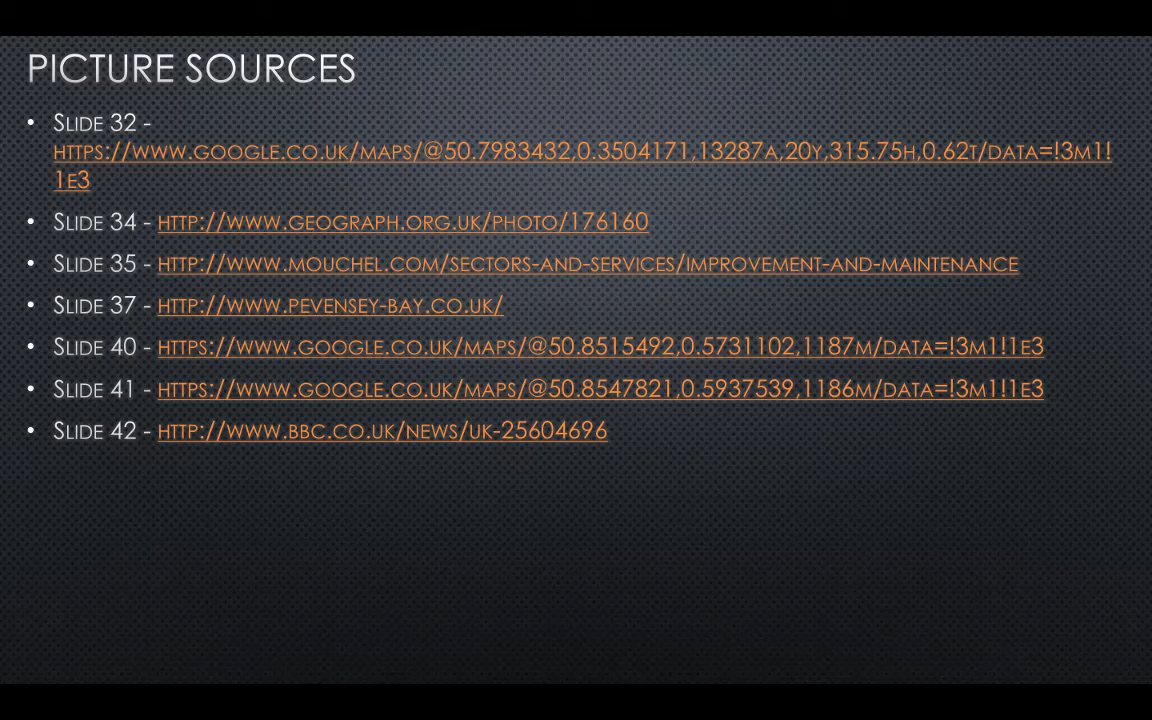 PICTURE SOURCES
• SLIDE 32 -
HTTPS://WWW.GOOGLE.CO.UK/MAPS/@50.7983432,0.3504171,13287A,20Y,315.75H,0.62T/DATA=!3M1!
1E3
• SLIDE 34 - HTTP://WWW.GEOGRAPH.ORG.UK/PHOTO/176160
• SLIDE 35 - HTTP://WWW.MOUCHEL.COM/SECTORS-AND-SERVICES/IMPROVEMENT-AND-MAINTENANCE
• SLIDE 37 - HTTP://WWW.PEVENSEY-BAY.CO.UK/
• SLIDE 40 - HTTPS://WWW.GOOGLE.CO.UK/MAPS/@50.8515492,0.5731102,1187M/DATA=!3M1!1E3
• SLIDE 41 - HTTPS://WWW.GOOGLE.CO.UK/MAPS/@50.8547821,0.5937539,1186M/DATA=!3M1!1E3
• SLIDE 42 - HTTP://WWW.BBC.CO.UK/NEWS/UK-25604696